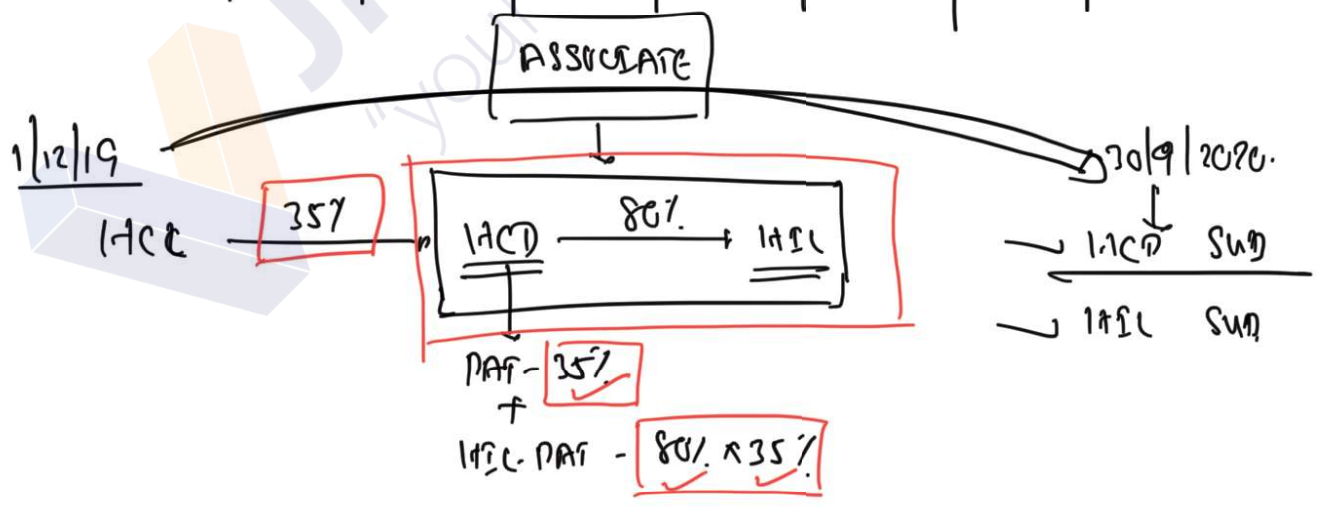 ASSOCIATE
1/12/19
30/9/2020.
HCC 35% HCD 80% HIL
HCD SUB
HIL SUB
PAT - 35%
+
HIL PAT - 80% x 35%
"your